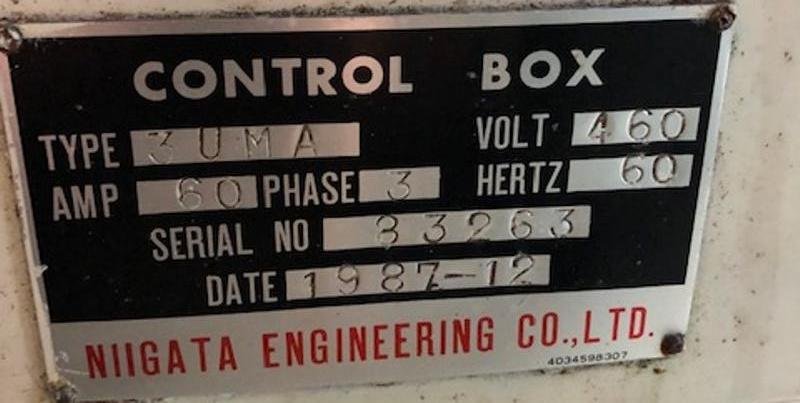 CONTROL BOX
TYPE 3UMA VOLT 460
AMP 60 PHASE 3 HERTZ 60
SERIAL NO 83263
DATE 1987-12
NIIGATA ENGINEERING CO.,LTD.
4034598307